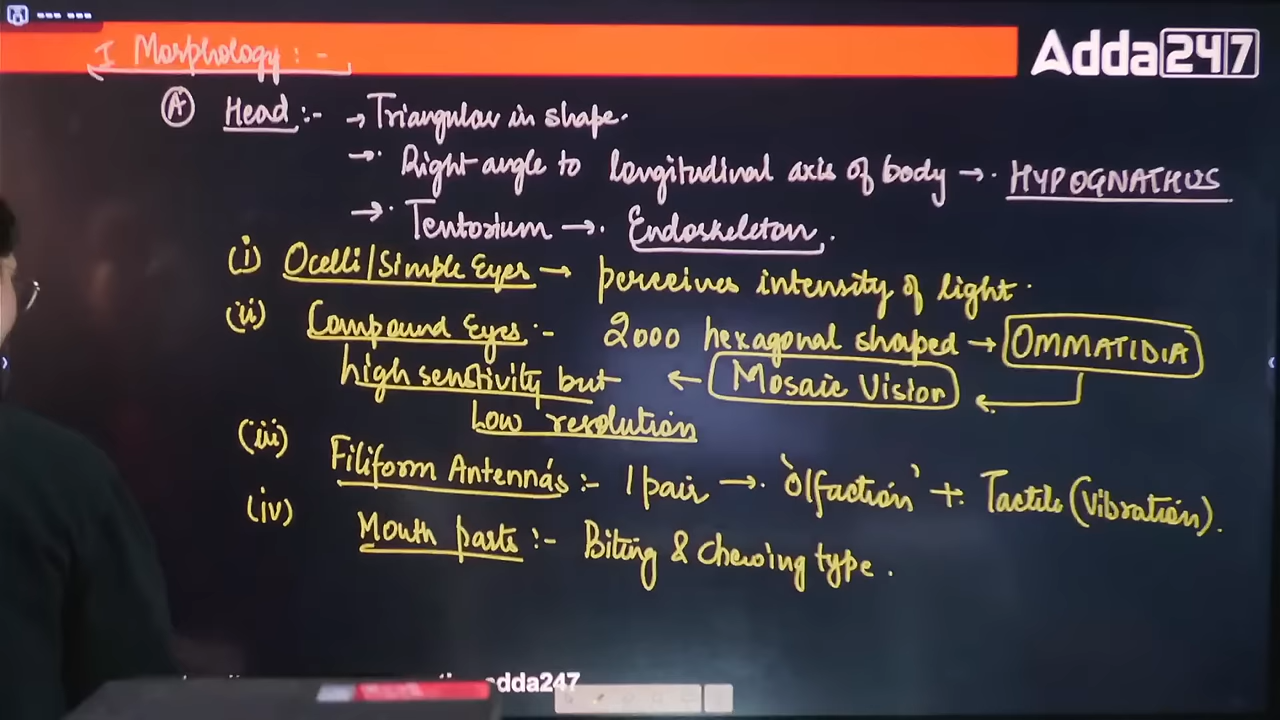 Adda247
I Morphology : -
(A) Head :- → Triangular in shape.
→ Right angle to longitudinal axis of body → HYPOGNATHUS
→ Tentorium → Endoskeleton.
(i) Ocelli/Simple Eyes → perceives intensity of light.
(ii) Compound Eyes :- 2000 hexagonal shaped → OMMATIDIA
high senstivity but ← Mosaic Vision ←
Low resolution
(iii) Filiform Antenná's :- 1 pair → 'Olfaction' + Tactile (Vibration).
(iv) Mouth parts :- Biting & Chewing type.
adda247